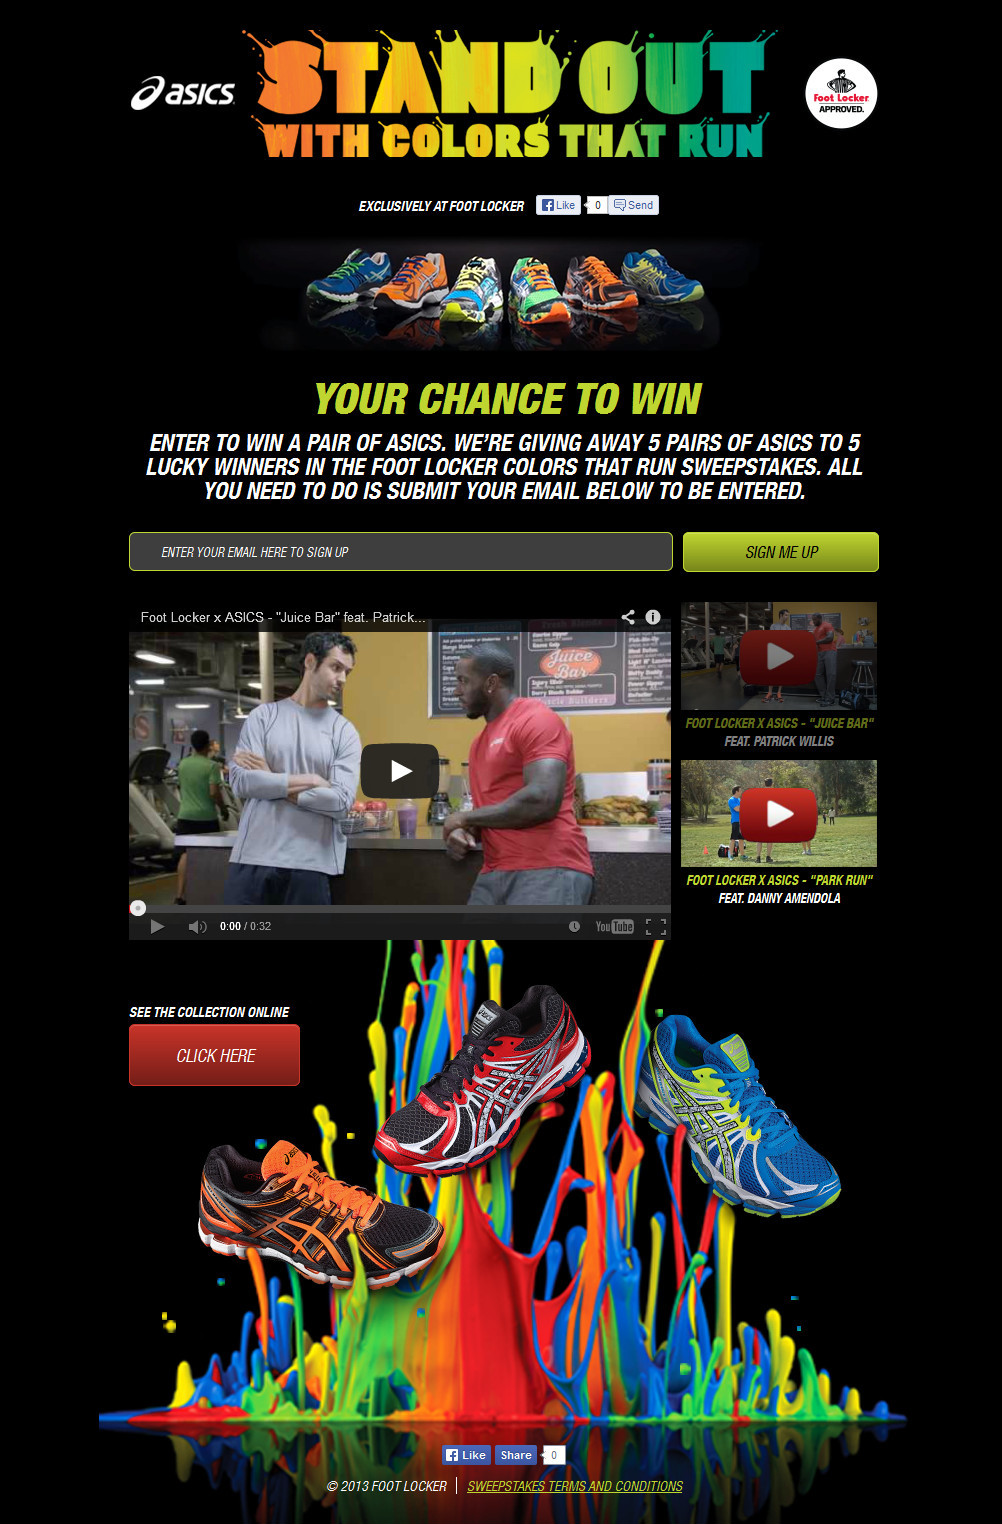 asics
STAND OUT
WITH COLORS THAT RUN
Foot Locker
APPROVED.
EXCLUSIVELY AT FOOT LOCKER
Like
0
Send
YOUR CHANCE TO WIN
ENTER TO WIN A PAIR OF ASICS. WE'RE GIVING AWAY 5 PAIRS OF ASICS TO 5
LUCKY WINNERS IN THE FOOT LOCKER COLORS THAT RUN SWEEPSTAKES. ALL
YOU NEED TO DO IS SUBMIT YOUR EMAIL BELOW TO BE ENTERED.
ENTER YOUR EMAIL HERE TO SIGN UP
SIGN ME UP
Foot Locker x ASICS - "Juice Bar" feat. Patrick...
Juice
Bar
0:00 / 0:32
YouTube
FOOT LOCKER X ASICS - "JUICE BAR"
FEAT. PATRICK WILLIS
FOOT LOCKER X ASICS - "PARK RUN"
FEAT. DANNY AMENDOLA
SEE THE COLLECTION ONLINE
CLICK HERE
Like
Share
0
© 2013 FOOT LOCKER
SWEEPSTAKES TERMS AND CONDITIONS